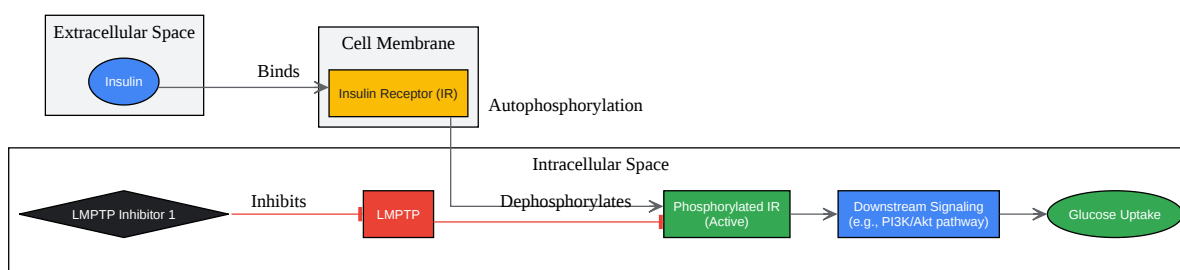 Extracellular Space
Cell Membrane
Insulin
Binds
Insulin Receptor (IR)
Autophosphorylation
Intracellular Space
LMPTP Inhibitor 1
Inhibits
LMPTP
Dephosphorylates
Phosphorylated IR
(Active)
Downstream Signaling
(e.g., PI3K/Akt pathway)
Glucose Uptake